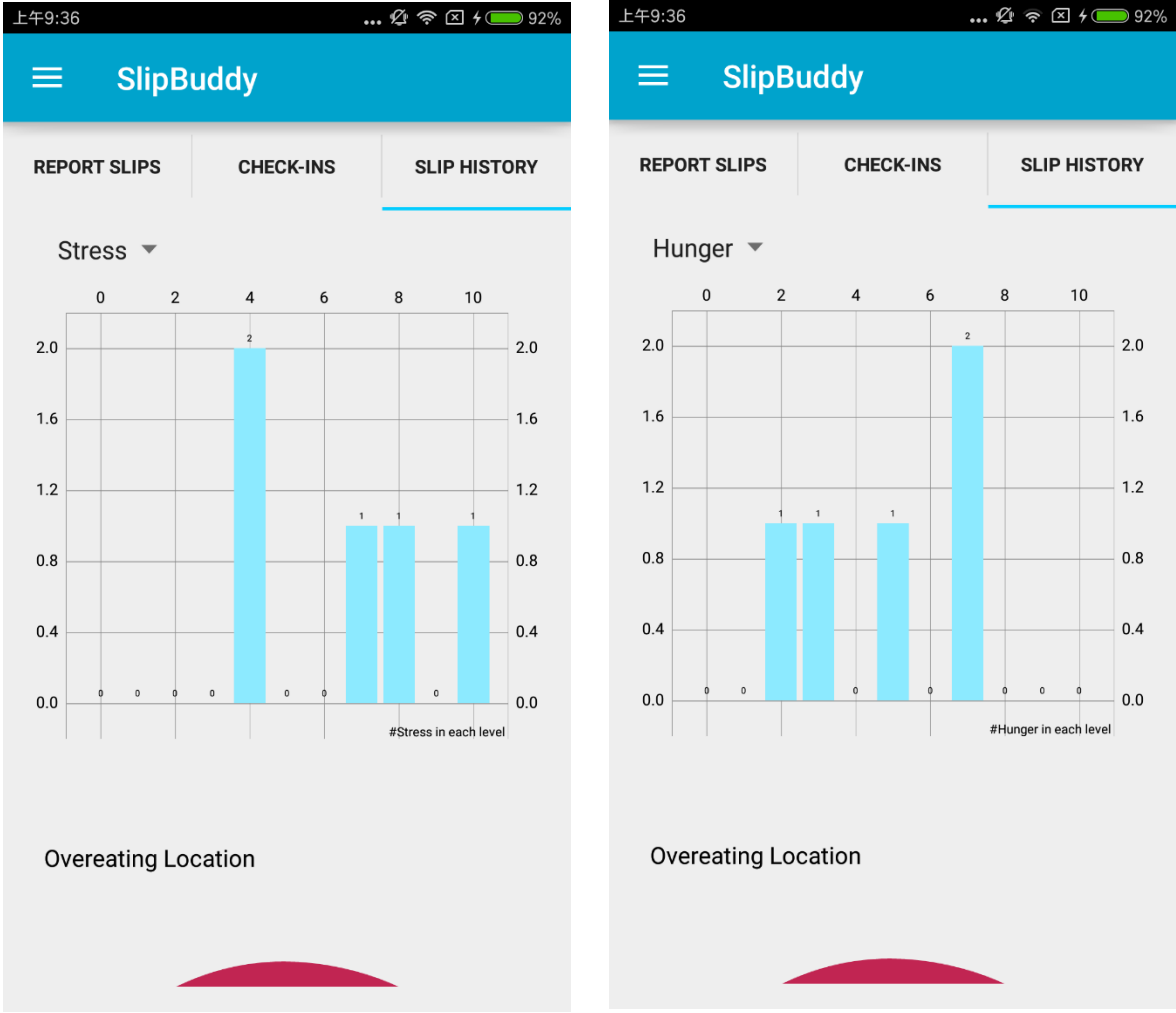 上午9:36 ... 92%
SlipBuddy
REPORT SLIPS CHECK-INS SLIP HISTORY
Stress
0 2 4 6 8 10
2
2.0 2.0
1.6 1.6
1.2 1.2
1 1 1
0.8 0.8
0.4 0.4
0 0 0 0 0 0 0
0.0 0.0
#Stress in each level
Overeating Location
上午9:36 ... 92%
SlipBuddy
REPORT SLIPS CHECK-INS SLIP HISTORY
Hunger
0 2 4 6 8 10
2
2.0 2.0
1.6 1.6
1.2 1.2
1 1 1
0.8 0.8
0.4 0.4
0 0 0 0 0 0 0
0.0 0.0
#Hunger in each level
Overeating Location